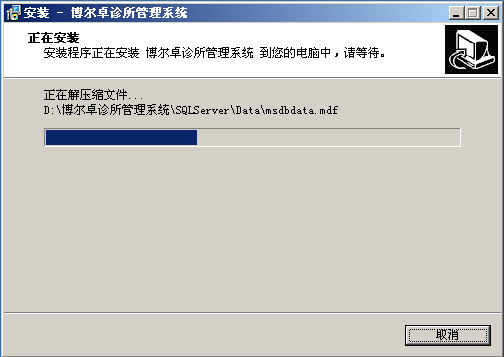 安装 - 博尔卓诊所管理系统
正在安装
安装程序正在安装 博尔卓诊所管理系统 到您的电脑中，请等待。
正在解压缩文件...
D:\博尔卓诊所管理系统\SQLServer\Data\msdbdata.mdf
取消